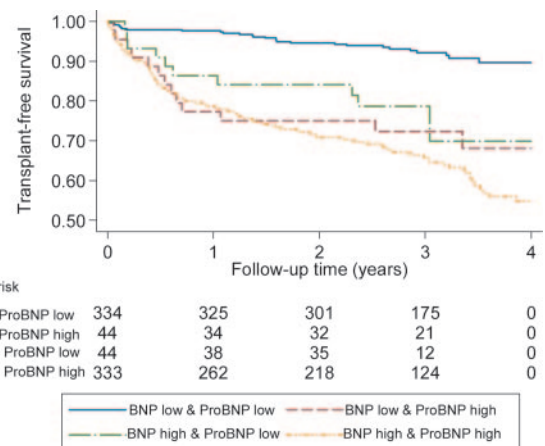 1.00
0.90
0.80
0.70
0.60
0.50
Transplant-free survival
0 1 2 3 4
Follow-up time (years)
risk
ProBNP low 334 325 301 175 0
ProBNP high 44 34 32 21 0
ProBNP low 44 38 35 12 0
ProBNP high 333 262 218 124 0
BNP low & ProBNP low BNP low & ProBNP high
BNP high & ProBNP low BNP high & ProBNP high